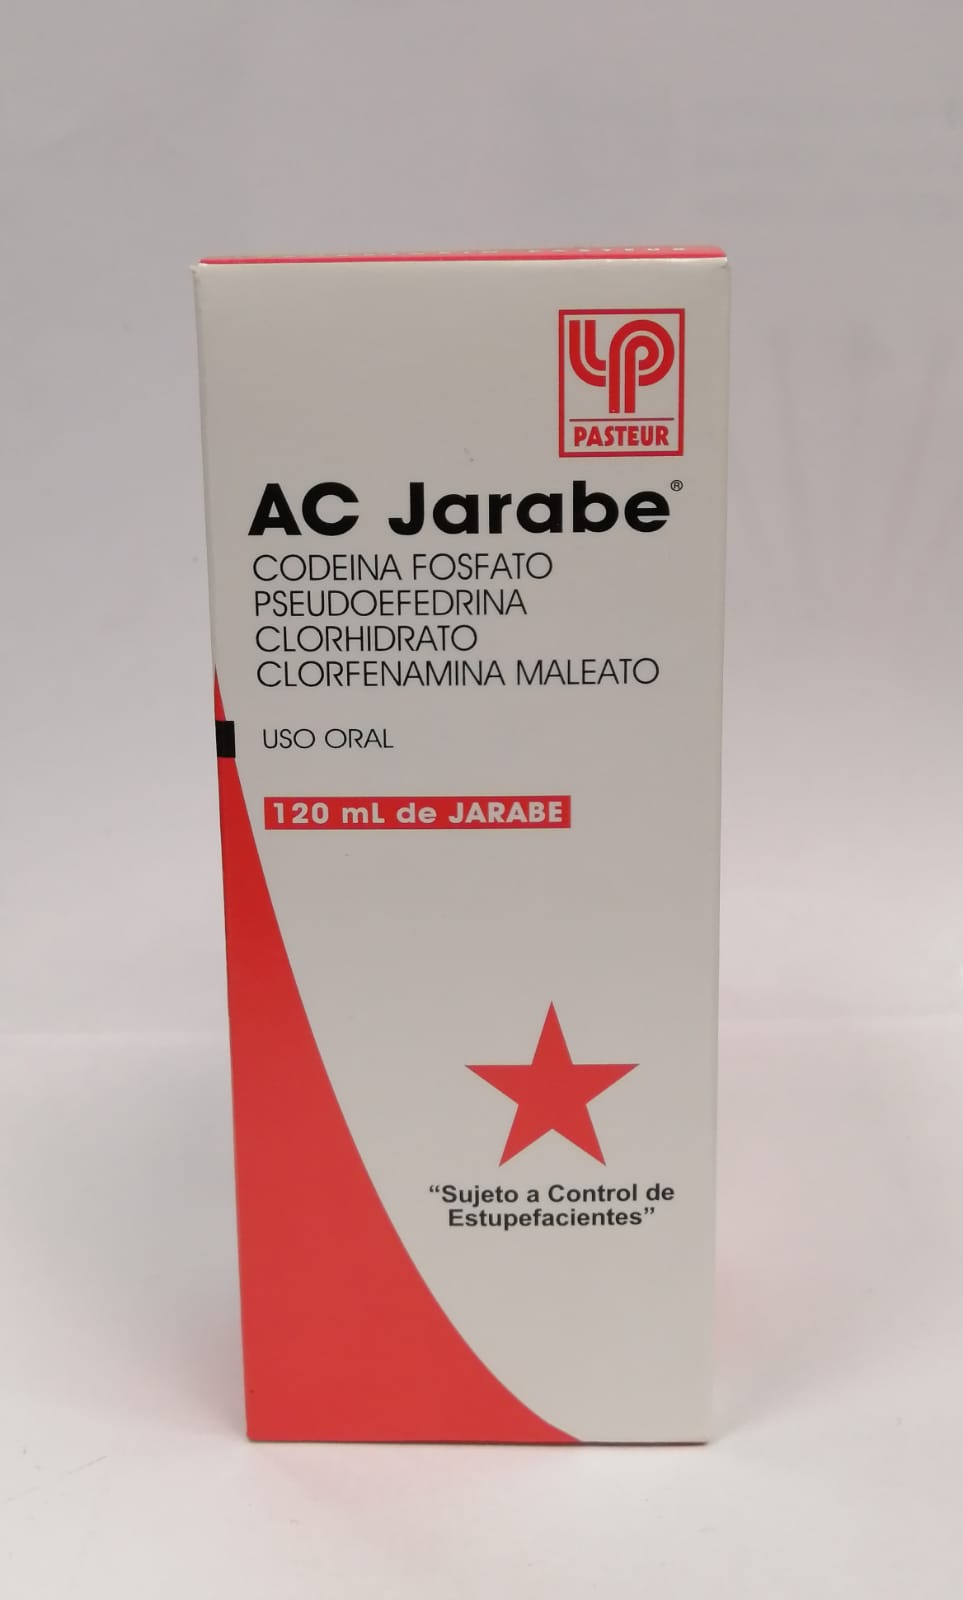 LP
PASTEUR
AC Jarabe®
CODEINA FOSFATO
PSEUDOEFEDRINA
CLORHIDRATO
CLORFENAMINA MALEATO
USO ORAL
120 mL de JARABE
“Sujeto a Control de
Estupefacientes”